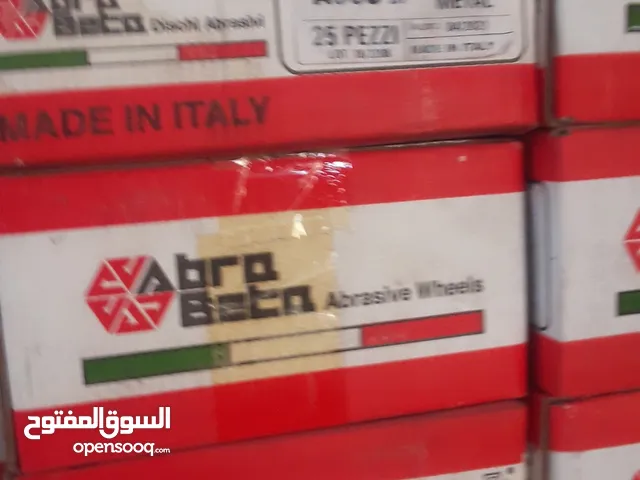 Abra
Beta Dischi Abrasivi
METAL
25 PEZZI
MADE IN ITALY
MADE IN ITALY
Abra
Beta Abrasive Wheels
السوق المفتوح
opensooq.com